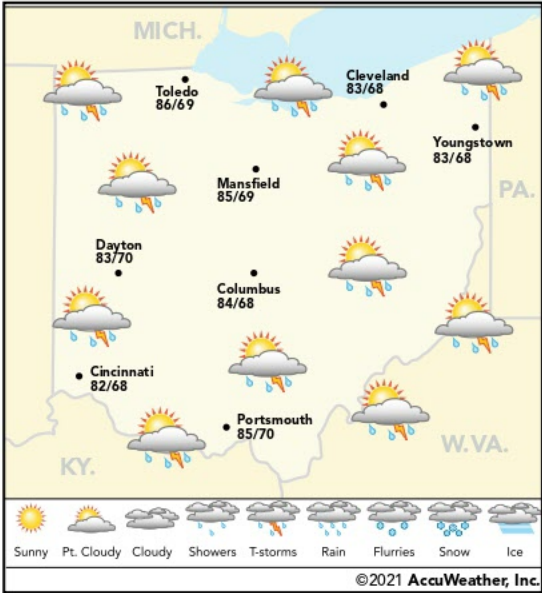 MICH.
Toledo
86/69
Cleveland
83/68
Youngstown
83/68
PA.
Mansfield
85/69
Dayton
83/70
Columbus
84/68
Cincinnati
82/68
Portsmouth
85/70
W.VA.
KY.
Sunny Pt. Cloudy Cloudy Showers T-storms Rain Flurries Snow Ice
©2021 AccuWeather, Inc.